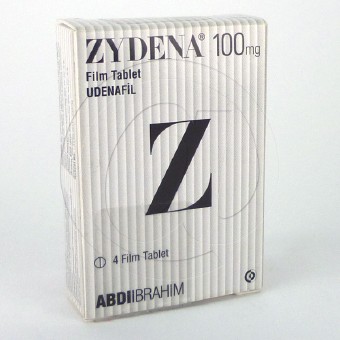 ZYDENA® 100mg
Film Tablet
UDENAFİL
Z
4 Film Tablet
ABDIIBRAHIM